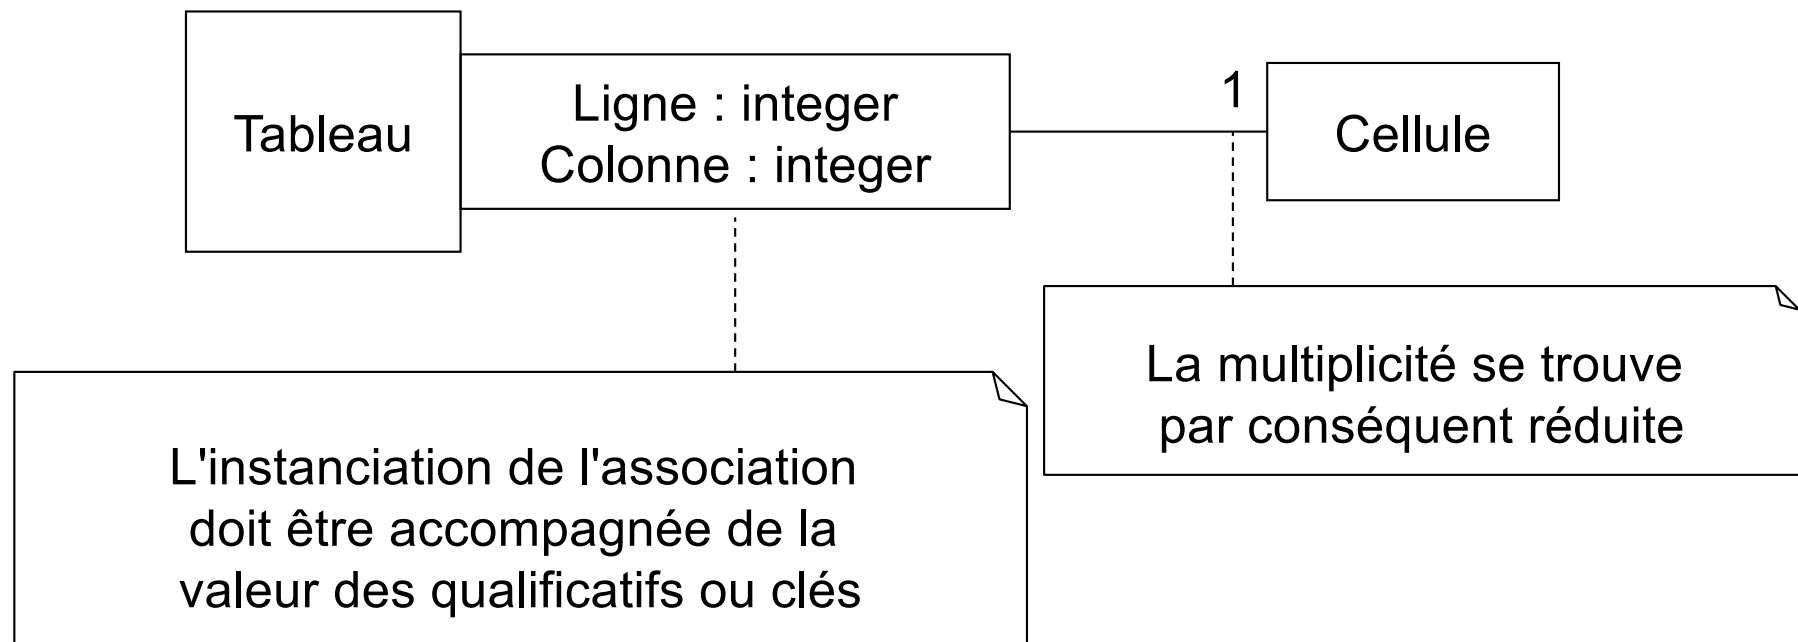 Tableau
Ligne : integer
Colonne : integer
1
Cellule
La multiplicité se trouve
par conséquent réduite
L'instanciation de l'association
doit être accompagnée de la
valeur des qualificatifs ou clés